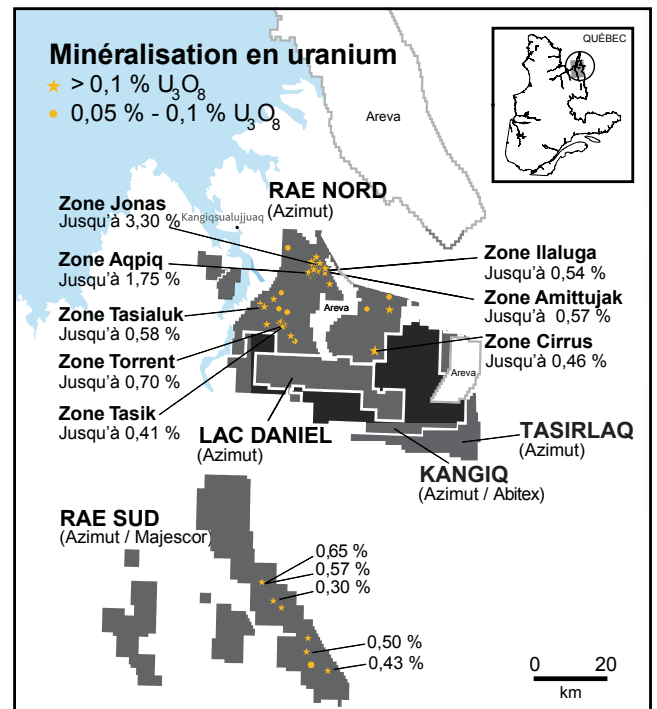 Minéralisation en uranium
> 0,1 % U₃O₈
0,05 % - 0,1 % U₃O₈
QUÉBEC
Areva
RAE NORD
(Azimut)
Kangiqsualujjuaq
Zone Jonas
Jusqu'à 3,30 %
Zone Aqpiq
Jusqu'à 1,75 %
Zone Tasialuk
Jusqu'à 0,58 %
Zone Torrent
Jusqu'à 0,70 %
Zone Tasik
Jusqu'à 0,41 %
Zone Ilaluga
Jusqu'à 0,54 %
Zone Amittujak
Jusqu'à 0,57 %
Zone Cirrus
Jusqu'à 0,46 %
Areva
Areva
LAC DANIEL
(Azimut)
TASIRLAQ
(Azimut)
KANGIQ
(Azimut / Abitex)
RAE SUD
(Azimut / Majescor)
0,65 %
0,57 %
0,30 %
0,50 %
0,43 %
0 20
km